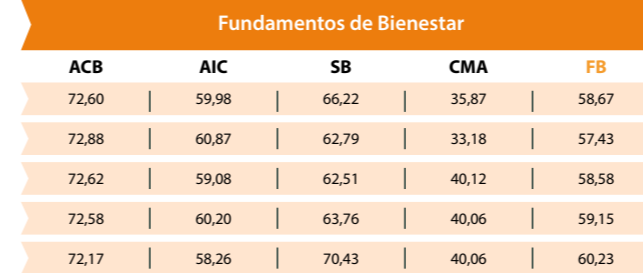 Fundamentos de Bienestar
ACB AIC SB CMA FB
72,60 | 59,98 | 66,22 | 35,87 | 58,67
72,88 | 60,87 | 62,79 | 33,18 | 57,43
72,62 | 59,08 | 62,51 | 40,12 | 58,58
72,58 | 60,20 | 63,76 | 40,06 | 59,15
72,17 | 58,26 | 70,43 | 40,06 | 60,23